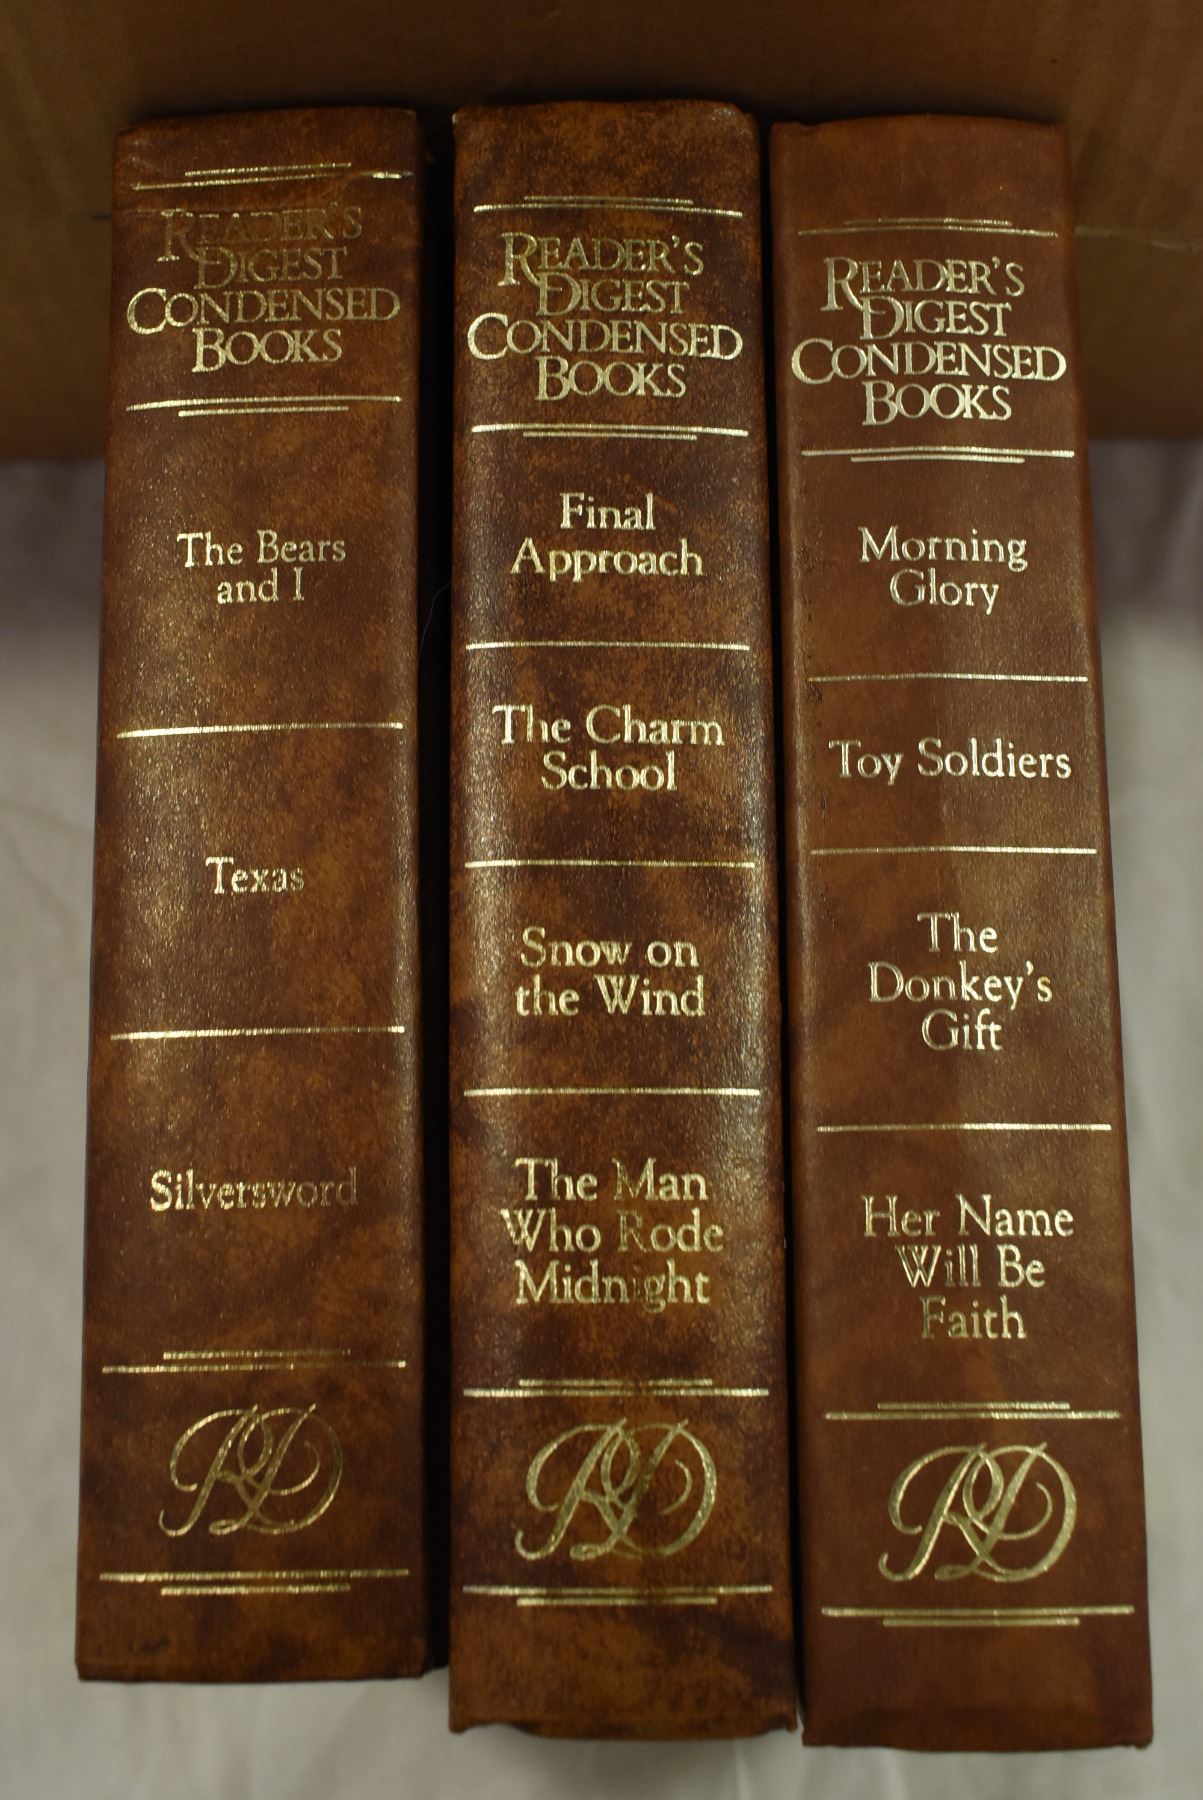 READER'S
DIGEST
CONDENSED
BOOKS
The Bears
and I
Texas
Silversword
RD
READER'S
DIGEST
CONDENSED
BOOKS
Final
Approach
The Charm
School
Snow on
the Wind
The Man
Who Rode
Midnight
RD
READER'S
DIGEST
CONDENSED
BOOKS
Morning
Glory
Toy Soldiers
The
Donkey's
Gift
Her Name
Will Be
Faith
RD